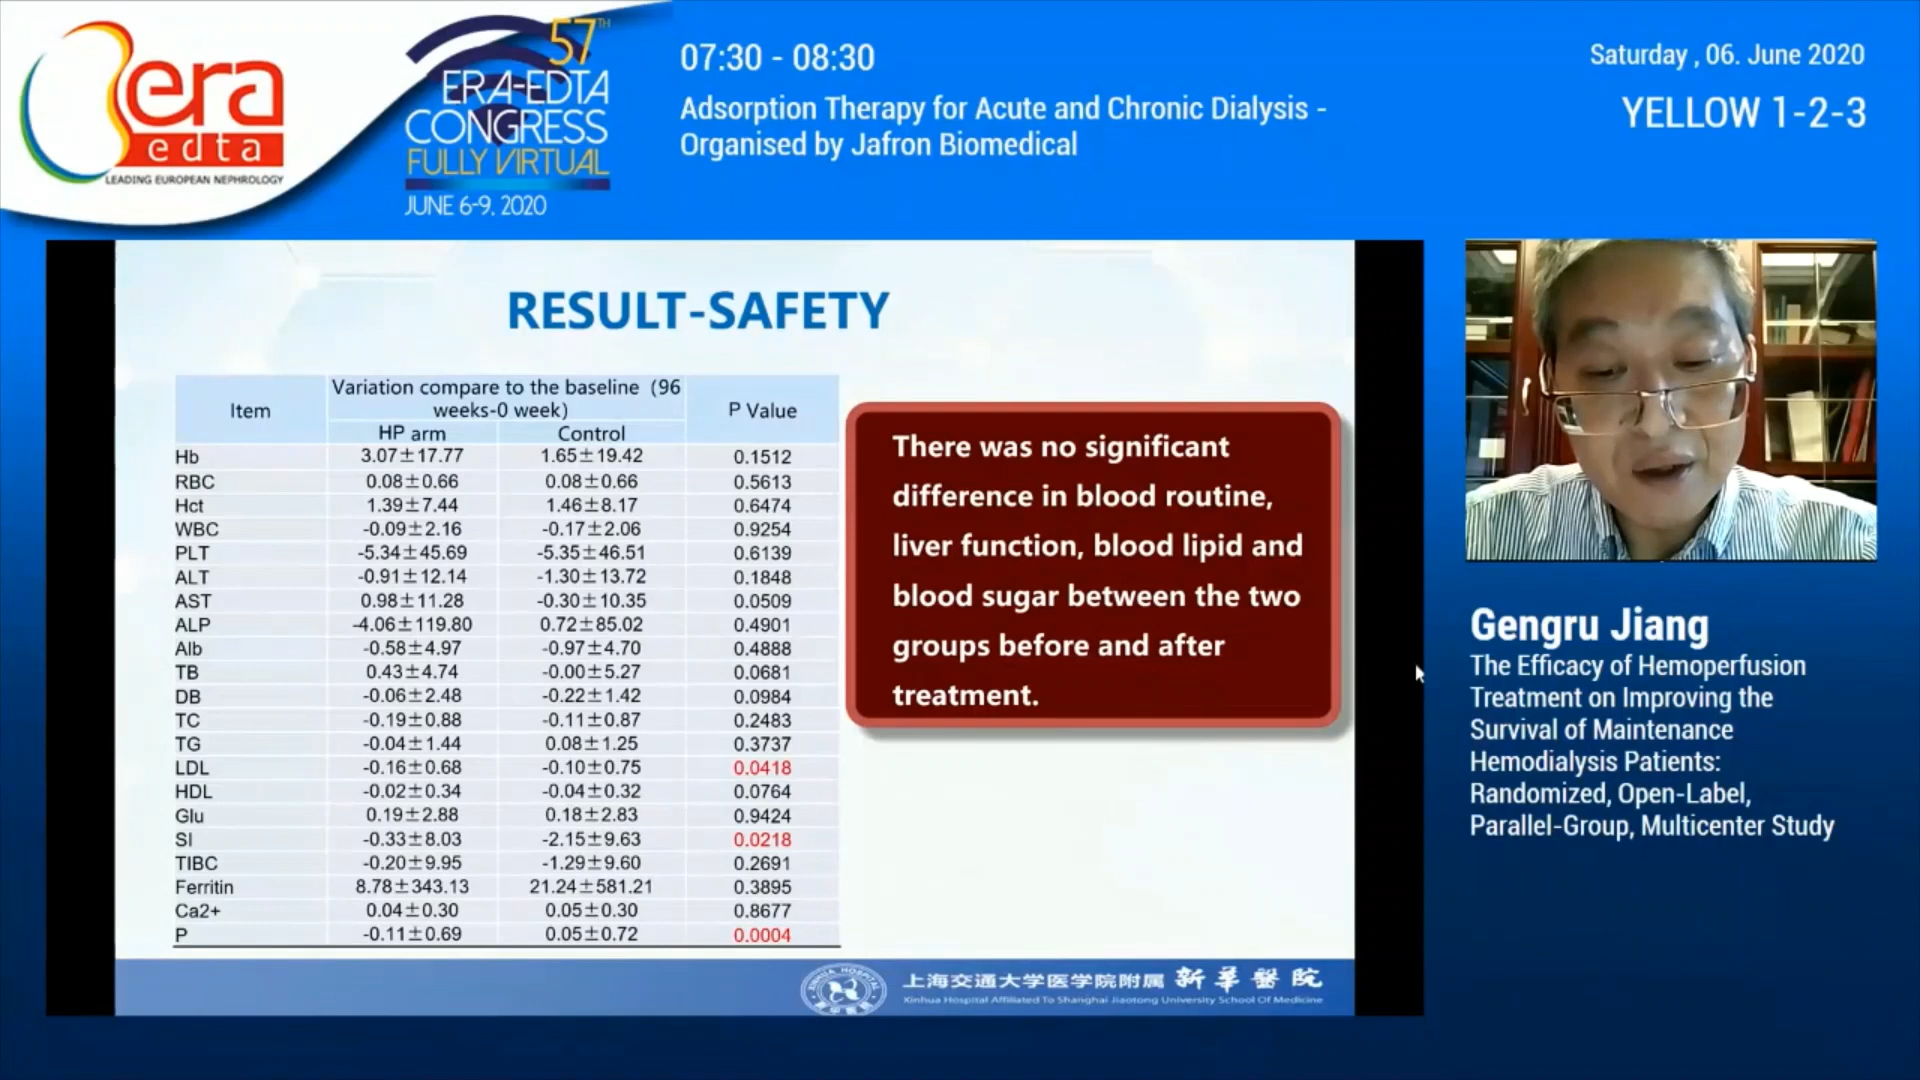 era
edta
LEADING EUROPEAN NEPHROLOGY
57TH
ERA-EDTA
CONGRESS
FULLY VIRTUAL
JUNE 6-9, 2020
07:30 - 08:30
Adsorption Therapy for Acute and Chronic Dialysis -
Organised by Jafron Biomedical
Saturday , 06. June 2020
YELLOW 1-2-3
RESULT-SAFETY
Item Variation compare to the baseline（96 P Value
weeks-0 week）
HP arm Control
Hb 3.07±17.77 1.65±19.42 0.1512
RBC 0.08±0.66 0.08±0.66 0.5613
Hct 1.39±7.44 1.46±8.17 0.6474
WBC -0.09±2.16 -0.17±2.06 0.9254
PLT -5.34±45.69 -5.35±46.51 0.6139
ALT -0.91±12.14 -1.30±13.72 0.1848
AST 0.98±11.28 -0.30±10.35 0.0509
ALP -4.06±119.80 0.72±85.02 0.4901
Alb -0.58±4.97 -0.97±4.70 0.4888
TB 0.43±4.74 -0.00±5.27 0.0681
DB -0.06±2.48 -0.22±1.42 0.0984
TC -0.19±0.88 -0.11±0.87 0.2483
TG -0.04±1.44 0.08±1.25 0.3737
LDL -0.16±0.68 -0.10±0.75 0.0418
HDL -0.02±0.34 -0.04±0.32 0.0764
Glu 0.19±2.88 0.18±2.83 0.9424
SI -0.33±8.03 -2.15±9.63 0.0218
TIBC -0.20±9.95 -1.29±9.60 0.2691
Ferritin 8.78±343.13 21.24±581.21 0.3895
Ca2+ 0.04±0.30 0.05±0.30 0.8677
P -0.11±0.69 0.05±0.72 0.0004
There was no significant
difference in blood routine,
liver function, blood lipid and
blood sugar between the two
groups before and after
treatment.
XINHUA HOSPITAL
上海交通大学医学院附属 新華醫院
Xinhua Hospital Affiliated To Shanghai Jiaotong University School Of Medicine
Gengru Jiang
The Efficacy of Hemoperfusion
Treatment on Improving the
Survival of Maintenance
Hemodialysis Patients:
Randomized, Open-Label,
Parallel-Group, Multicenter Study